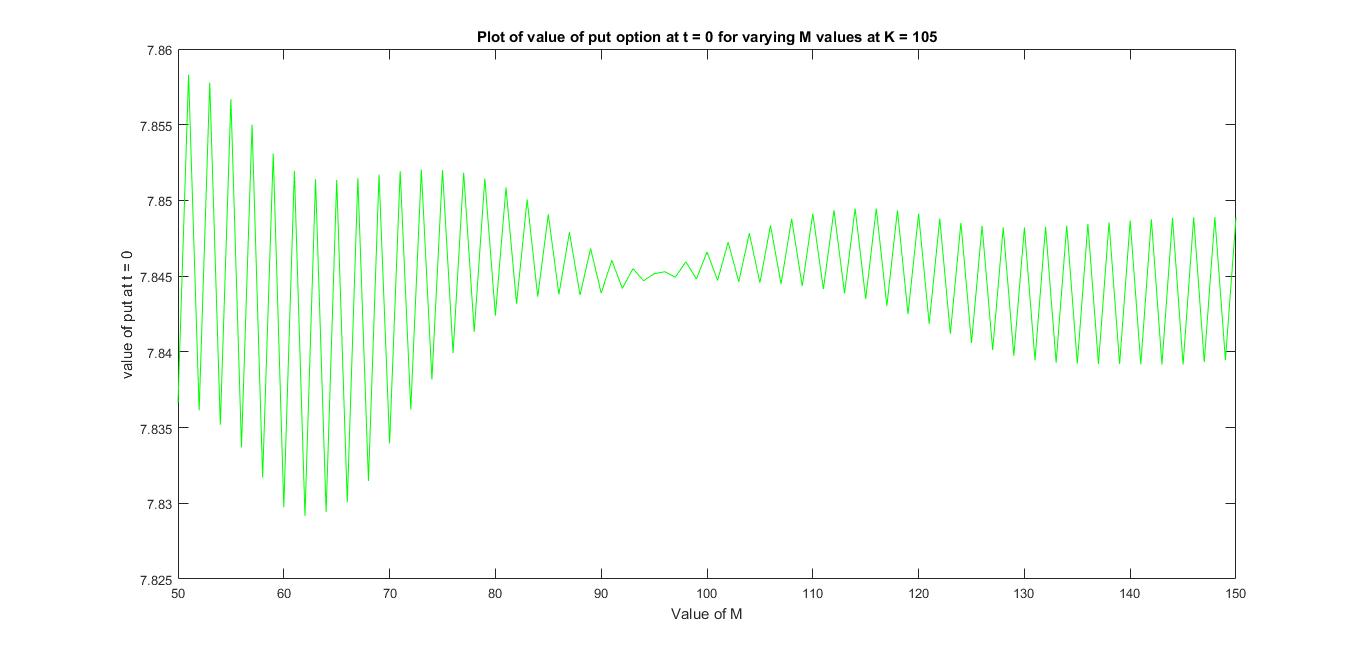 Plot of value of put option at t = 0 for varying M values at K = 105
7.86
7.855
7.85
7.845
7.84
7.835
7.83
7.825
value of put at t = 0
50 60 70 80 90 100 110 120 130 140 150
Value of M